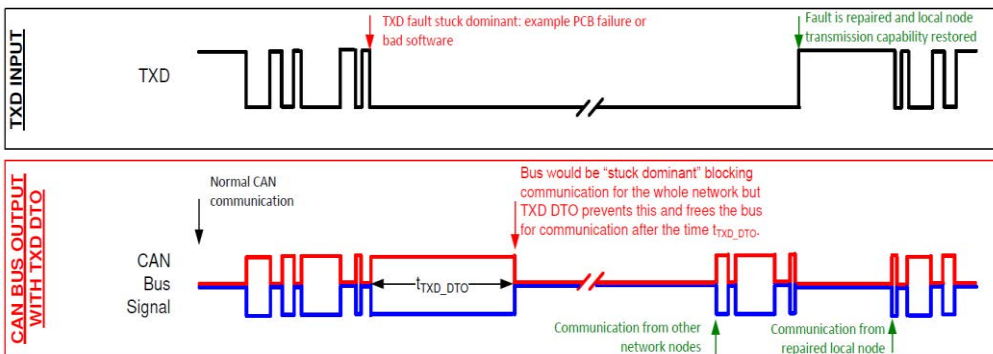 TXD INPUT
TXD fault stuck dominant: example PCB failure or
bad software
Fault is repaired and local node
transmission capability restored
TXD
CAN BUS OUTPUT
WITH TXD DTO
Normal CAN
communication
Bus would be “stuck dominant” blocking
communication for the whole network but
TXD DTO prevents this and frees the bus
for communication after the time tTXD_DTO.
CAN
Bus
Signal
tTXD_DTO
Communication from other
network nodes
Communication from
repaired local node